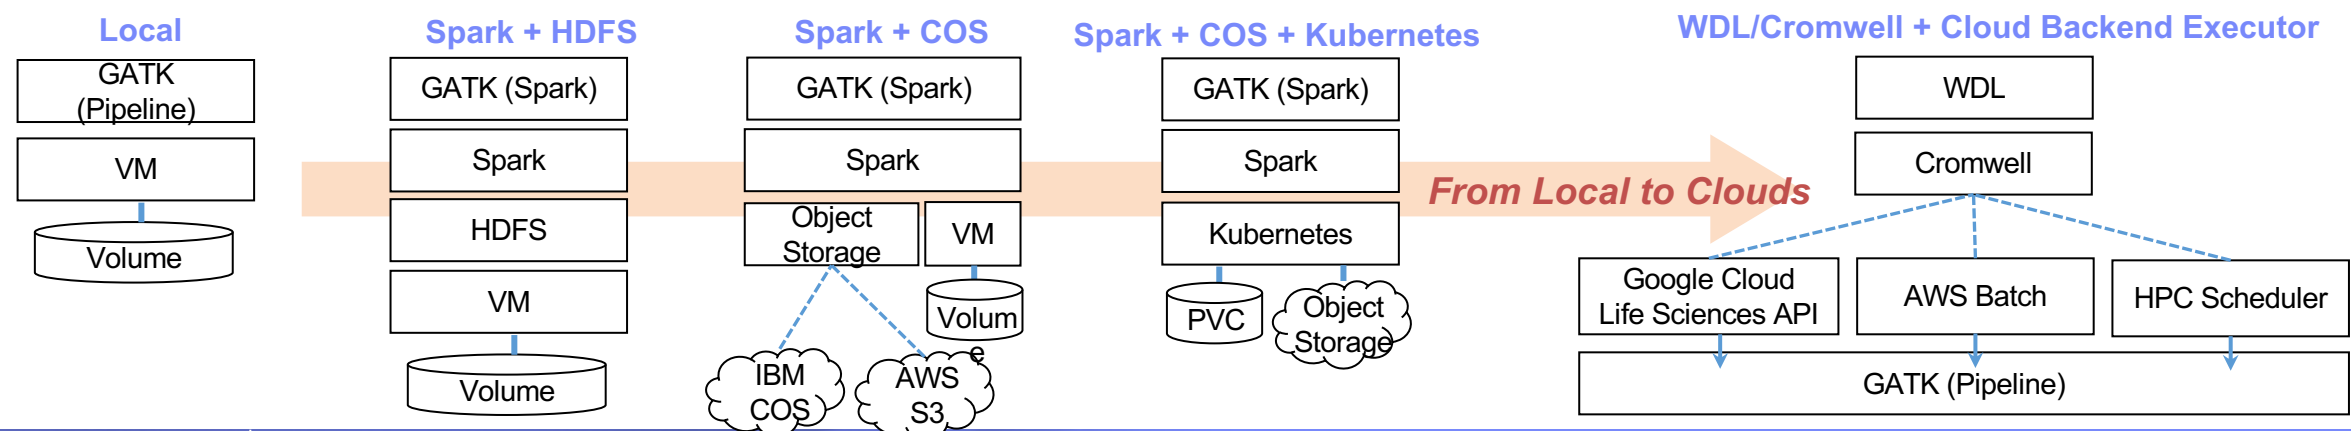 Local
GATK
(Pipeline)
VM
Volume
Spark + HDFS
GATK (Spark)
Spark
HDFS
VM
Volume
Spark + COS
GATK (Spark)
Spark
Object
Storage
VM
Volum
e
IBM
COS
AWS
S3
Spark + COS + Kubernetes
GATK (Spark)
Spark
Kubernetes
PVC
Object
Storage
From Local to Clouds
WDL/Cromwell + Cloud Backend Executor
WDL
Cromwell
Google Cloud
Life Sciences API
AWS Batch
HPC Scheduler
GATK (Pipeline)